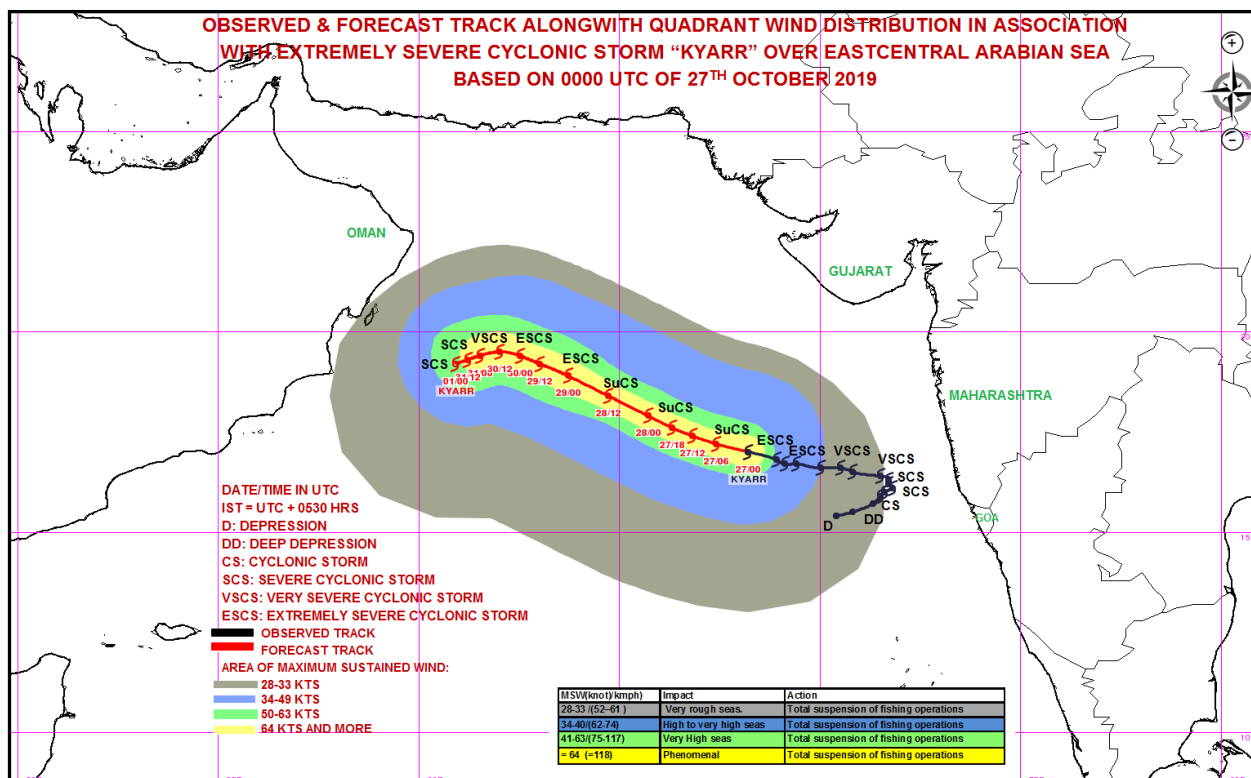 OBSERVED & FORECAST TRACK ALONGWITH QUADRANT WIND DISTRIBUTION IN ASSOCIATION
WITH EXTREMELY SEVERE CYCLONIC STORM “KYARR” OVER EASTCENTRAL ARABIAN SEA
BASED ON 0000 UTC OF 27TH OCTOBER 2019
OMAN
GUJARAT
MAHARASHTRA
GOA
SCS
SCS
VSCS
ESCS
ESCS
SuCS
SuCS
SuCS
ESCS
ESCS
VSCS
VSCS
SCS
SCS
CS
DD
D
01/00
KYARR
31/12
31/00
30/12
30/00
29/12
29/00
28/12
28/00
27/18
27/12
27/06
27/00
KYARR
DATE/TIME IN UTC
IST = UTC + 0530 HRS
D: DEPRESSION
DD: DEEP DEPRESSION
CS: CYCLONIC STORM
SCS: SEVERE CYCLONIC STORM
VSCS: VERY SEVERE CYCLONIC STORM
ESCS: EXTREMELY SEVERE CYCLONIC STORM
OBSERVED TRACK
FORECAST TRACK
AREA OF MAXIMUM SUSTAINED WIND:
28-33 KTS
34-49 KTS
50-63 KTS
64 KTS AND MORE
MSW(knot)/kmph) Impact Action
28-33 /(52–61 ) Very rough seas. Total suspension of fishing operations
34-40/(62-74) High to very high seas Total suspension of fishing operations
41-63/(75-117) Very High seas Total suspension of fishing operations
= 64 (=118) Phenomenal Total suspension of fishing operations